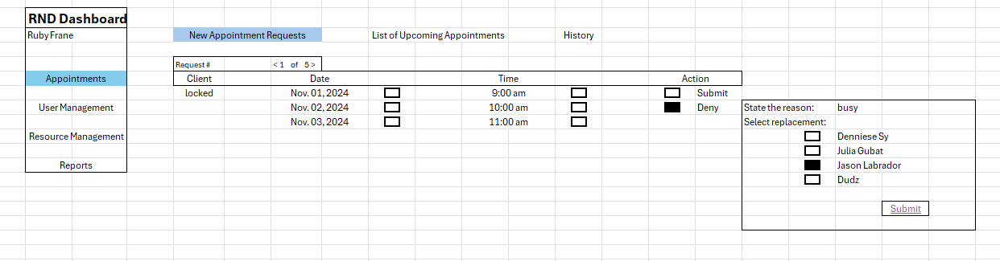 RND Dashboard
Ruby Frane
New Appointment Requests List of Upcoming Appointments History
Request # < 1 of 5 >
Appointments Client Date Time Action
locked Nov. 01, 2024 9:00 am Submit
User Management Nov. 02, 2024 10:00 am Deny State the reason: busy
Nov. 03, 2024 11:00 am Select replacement:
Resource Management Denniese Sy
Julia Gubat
Reports Jason Labrador
Dudz
Submit